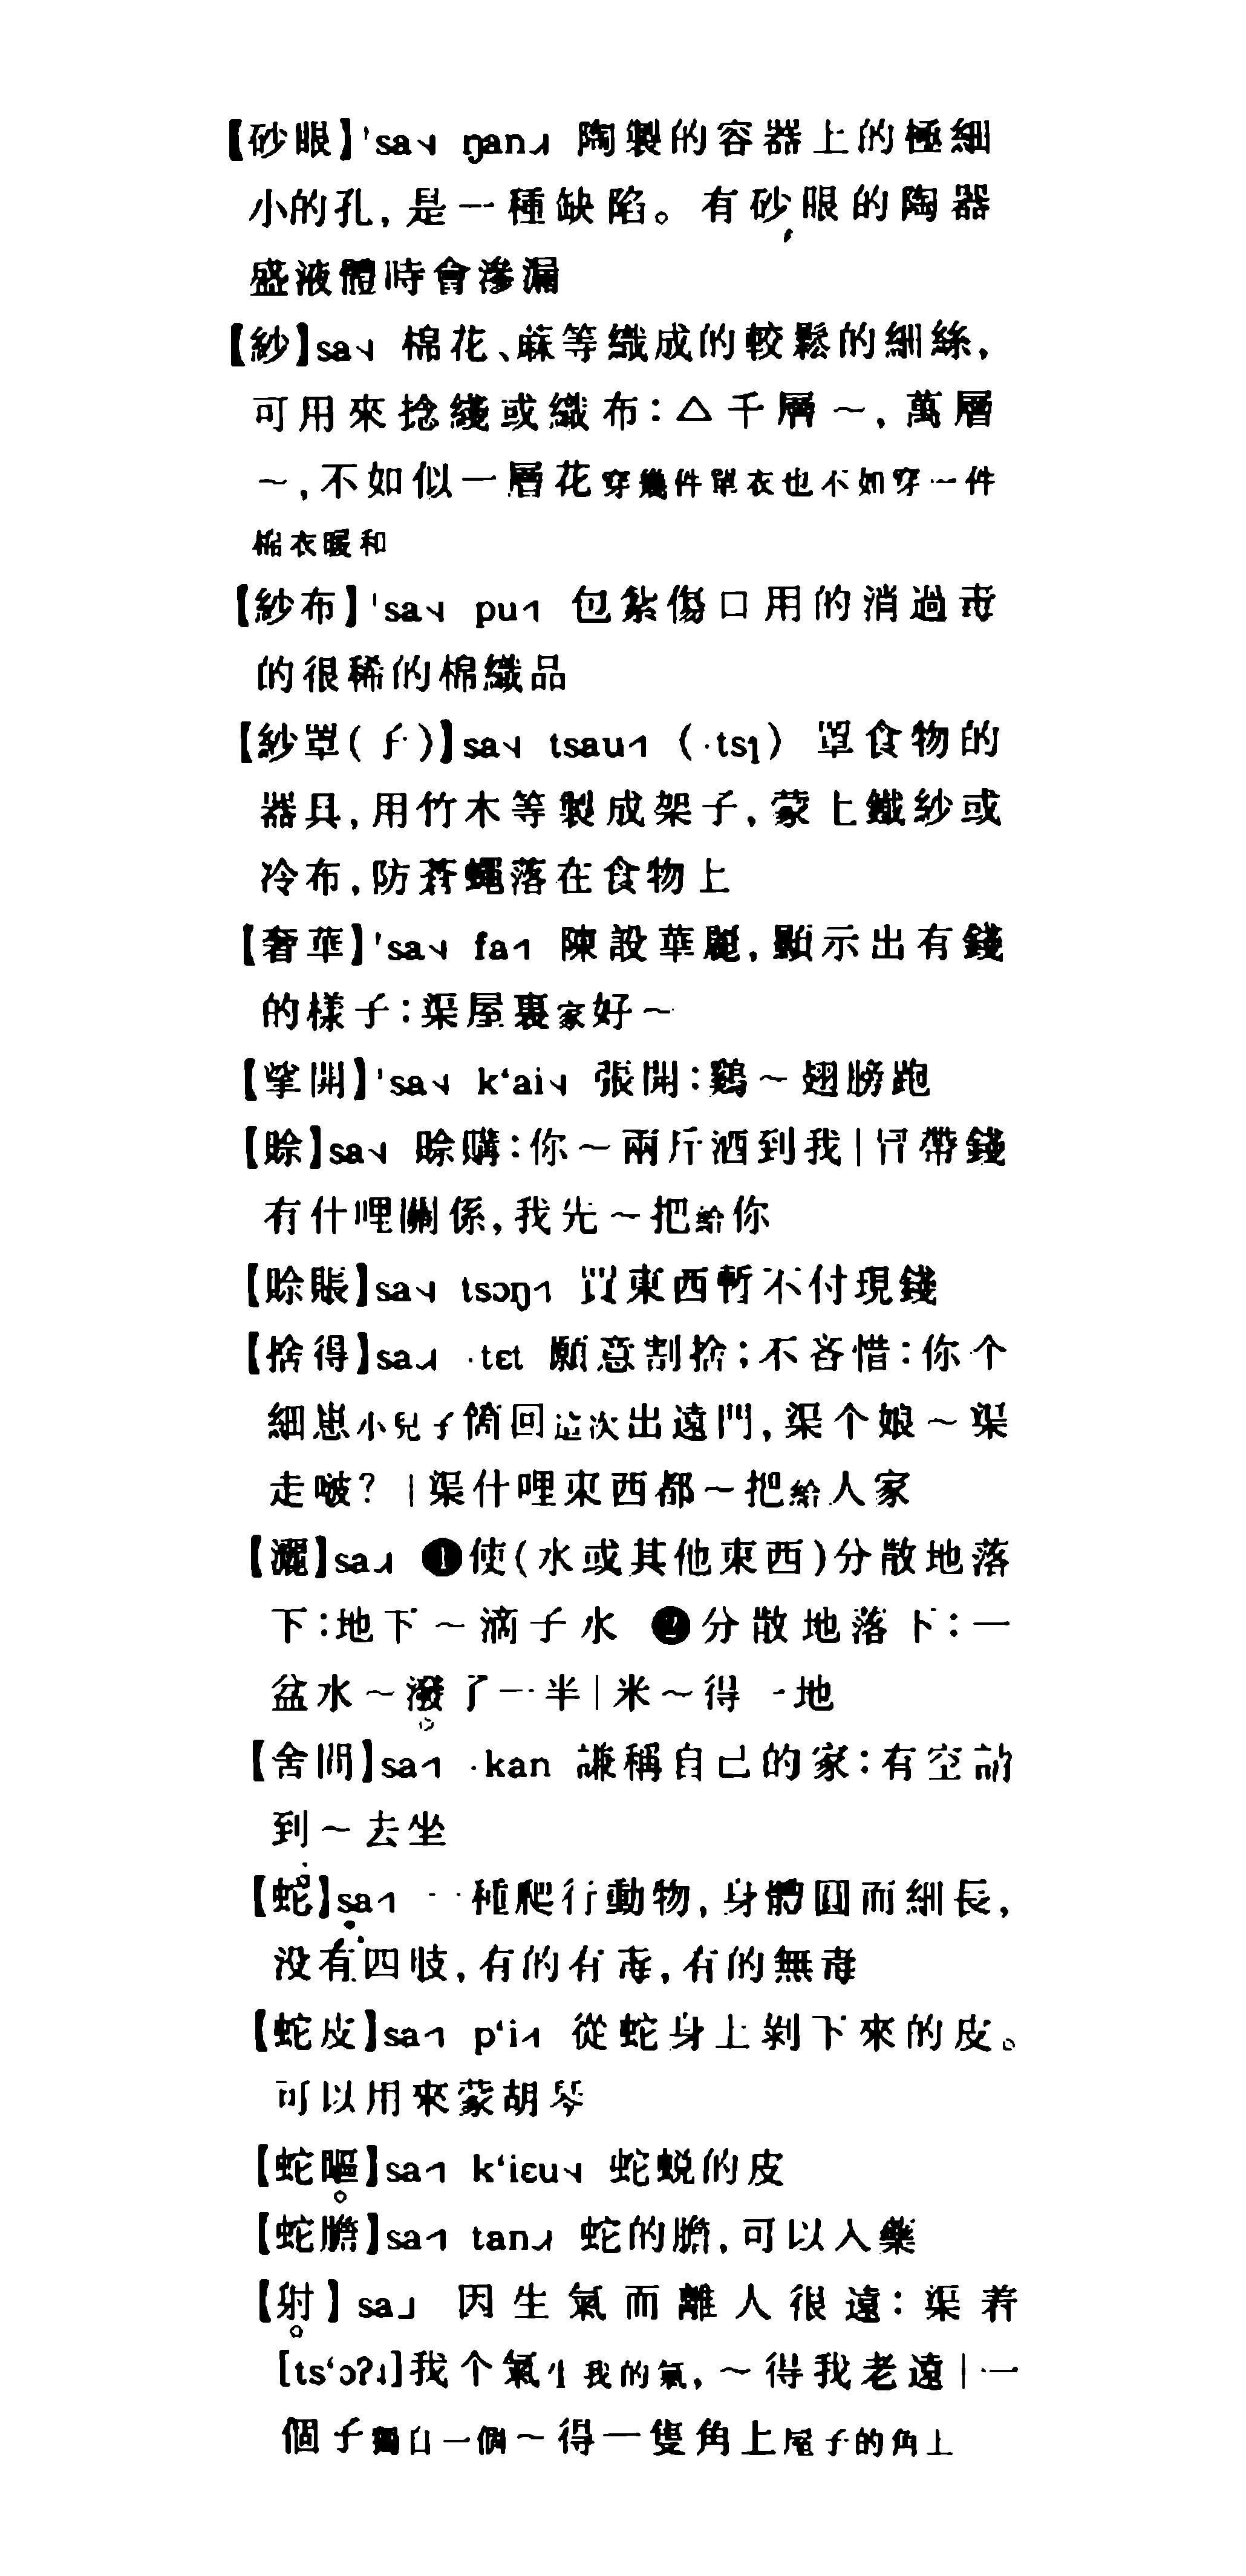 【砂眼】ˈsa˧˩ ŋan˨˩ 陶製的容器上的極細
小的孔，是一種缺陷。有砂眼的陶器
盛液體時會滲漏
【紗】sa˧˩ 棉花、蔴等織成的較鬆的細絲，
可用來捻綫或織布：△千層～，萬層
～，不如似一層花穿幾件單衣也不如穿一件
棉衣暖和
【紗布】ˈsa˧˩ pu˧ 包紮傷口用的消過毒
的很稀的棉織品
【紗罩（子）】sa˧˩ tsau˧（·tsɿ） 罩食物的
器具，用竹木等製成架子，蒙上鐵紗或
冷布，防蒼蠅落在食物上
【奢華】ˈsa˧˩ fa˧ 陳設華麗，顯示出有錢
的樣子：渠屋裏家好～
【挲開】ˈsa˧˩ kʻai˧˩ 張開：鷄～翅膀跑
【賒】sa˧˩ 賒購：你～兩斤酒到我｜冇帶錢
有什哩關係，我先～把給你
【賒賬】sa˧˩ tsɔŋ˧ 買東西暫不付現錢
【捨得】sa˨˩ ·tɛt 願意割捨；不吝惜：你个
細崽小兒子箇回這次出遠門，渠个娘～渠
走啵？｜渠什哩東西都～把給人家
【灑】sa˨˩ ❶使（水或其他東西）分散地落
下：地下～滴子水 ❷分散地落下：一
盆水～潑了一半｜米～得一地
【舍間】sa˧ ·kan 謙稱自己的家：有空請
到～去坐
【蛇】sa˧ 一種爬行動物，身體圓而細長，
没有四肢，有的有毒，有的無毒
【蛇皮】sa˧ pʻi˧ 從蛇身上剥下來的皮。
可以用來蒙胡琴
【蛇嘔】sa˧ kʻiɛu˧˩ 蛇蜕的皮
【蛇膽】sa˧ tan˨˩ 蛇的膽，可以入藥
【射】sa˩ 因生氣而離人很遠：渠着
[tsʻɔʔ˩]我个氣生我的氣，～得我老遠｜一
個子獨自一個～得一隻角上屋子的角上